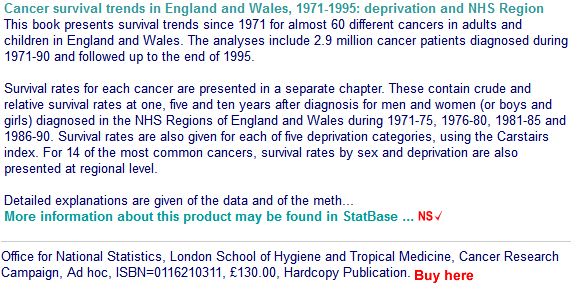 Cancer survival trends in England and Wales, 1971-1995: deprivation and NHS Region
This book presents survival trends since 1971 for almost 60 different cancers in adults and
children in England and Wales. The analyses include 2.9 million cancer patients diagnosed during
1971-90 and followed up to the end of 1995.
Survival rates for each cancer are presented in a separate chapter. These contain crude and
relative survival rates at one, five and ten years after diagnosis for men and women (or boys and
girls) diagnosed in the NHS Regions of England and Wales during 1971-75, 1976-80, 1981-85 and
1986-90. Survival rates are also given for each of five deprivation categories, using the Carstairs
index. For 14 of the most common cancers, survival rates by sex and deprivation are also
presented at regional level.
Detailed explanations are given of the data and of the meth...
More information about this product may be found in StatBase ... NS✓
Office for National Statistics, London School of Hygiene and Tropical Medicine, Cancer Research
Campaign, Ad hoc, ISBN=0116210311, £130.00, Hardcopy Publication. Buy here